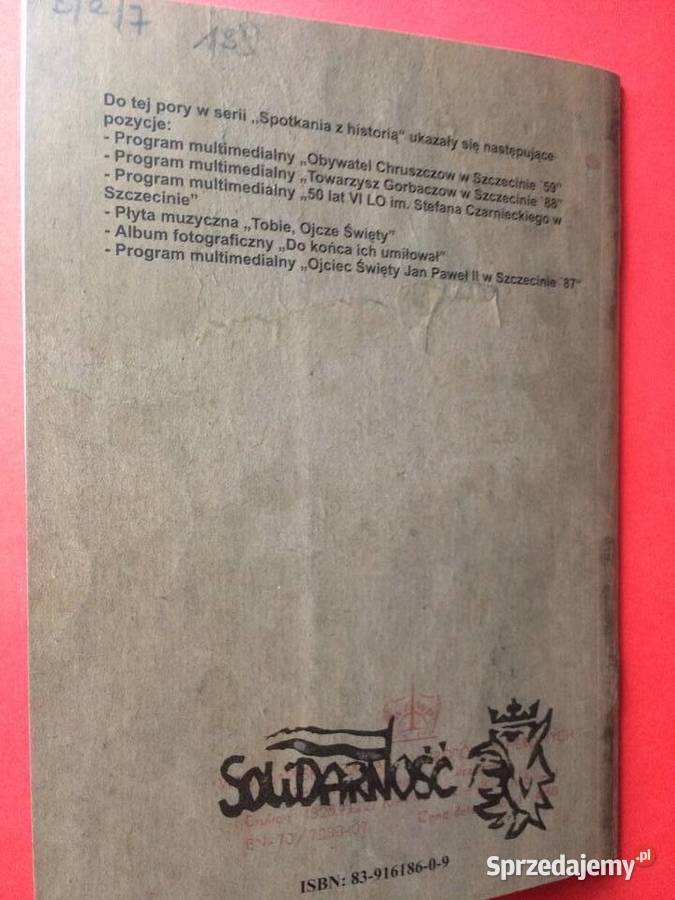 2/2/7
Do tej pory w serii „Spotkania z historią" ukazały się następujące
pozycje:
- Program multimedialny „Obywatel Chruszczow w Szczecinie ´59"
- Program multimedialny „Towarzysz Gorbaczow w Szczecinie ´88"
- Program multimedialny „50 lat VI LO im. Stefana Czarnieckiego w
Szczecinie"
- Płyta muzyczna „Tobie, Ojcze Święty"
- Album fotograficzny „Do końca ich umiłował"
- Program multimedialny „Ojciec Święty Jan Paweł II w Szczecinie ´87"
SOLIDARNOŚĆ
ISBN: 83-916186-0-9
Sprzedajemy.pl